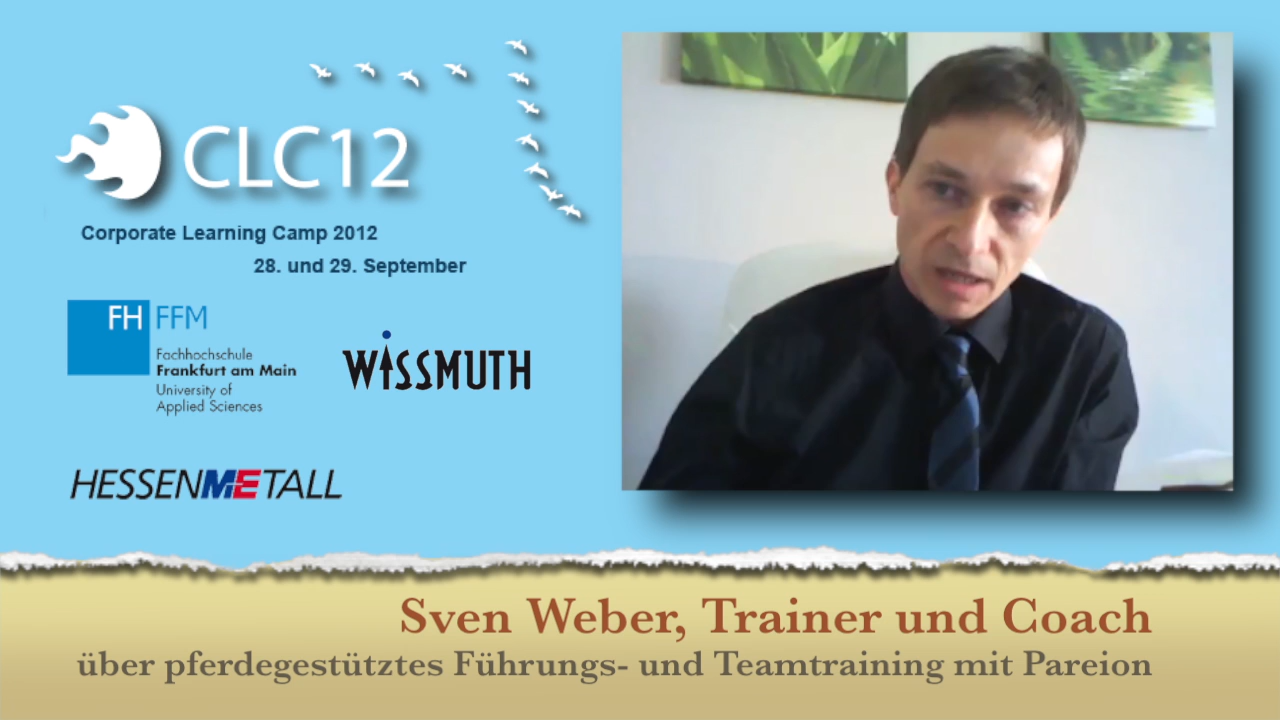 CLC12
Corporate Learning Camp 2012
28. und 29. September
FH FFM
Fachhochschule
Frankfurt am Main
University of
Applied Sciences
WISSMUTH
HESSENMETALL
Sven Weber, Trainer und Coach
über pferdegestütztes Führungs- und Teamtraining mit Pareion